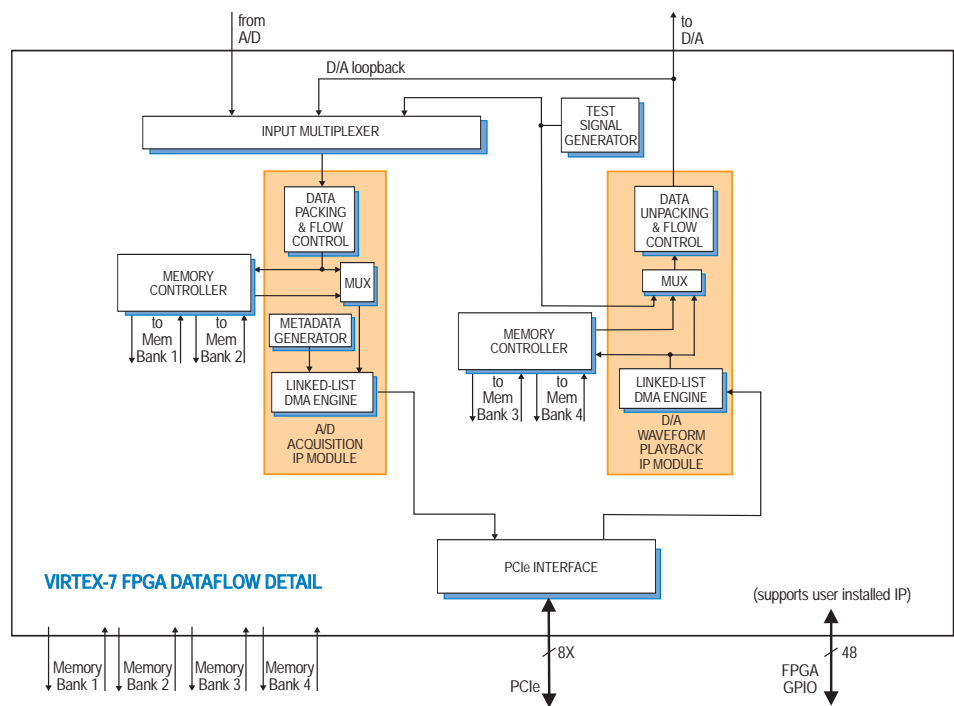 from
A/D
to
D/A
D/A loopback
INPUT MULTIPLEXER
TEST
SIGNAL
GENERATOR
DATA
PACKING
& FLOW
CONTROL
DATA
UNPACKING
& FLOW
CONTROL
MEMORY
CONTROLLER
MUX
MUX
to
Mem
Bank 1
to
Mem
Bank 2
METADATA
GENERATOR
MEMORY
CONTROLLER
LINKED-LIST
DMA ENGINE
to
Mem
Bank 3
to
Mem
Bank 4
LINKED-LIST
DMA ENGINE
A/D
ACQUISITION
IP MODULE
D/A
WAVEFORM
PLAYBACK
IP MODULE
PCIe INTERFACE
VIRTEX-7 FPGA DATAFLOW DETAIL
(supports user installed IP)
Memory
Bank 1
Memory
Bank 2
Memory
Bank 3
Memory
Bank 4
8X
PCIe
48
FPGA
GPIO